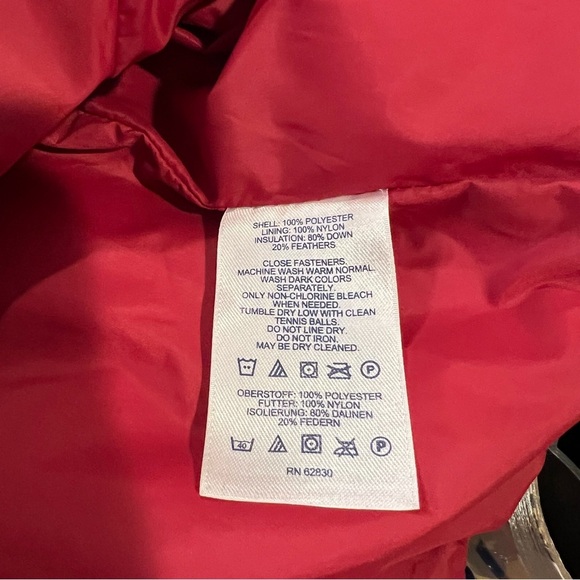 SHELL: 100% POLYESTER
LINING: 100% NYLON
INSULATION: 80% DOWN
20% FEATHERS
CLOSE FASTENERS.
MACHINE WASH WARM NORMAL.
WASH DARK COLORS
SEPARATELY.
ONLY NON-CHLORINE BLEACH
WHEN NEEDED.
TUMBLE DRY LOW WITH CLEAN
TENNIS BALLS.
DO NOT LINE DRY.
DO NOT IRON.
MAY BE DRY CLEANED.
P
OBERSTOFF: 100% POLYESTER
FUTTER: 100% NYLON
ISOLIERUNG: 80% DAUNEN
20% FEDERN
40 P
RN 62830